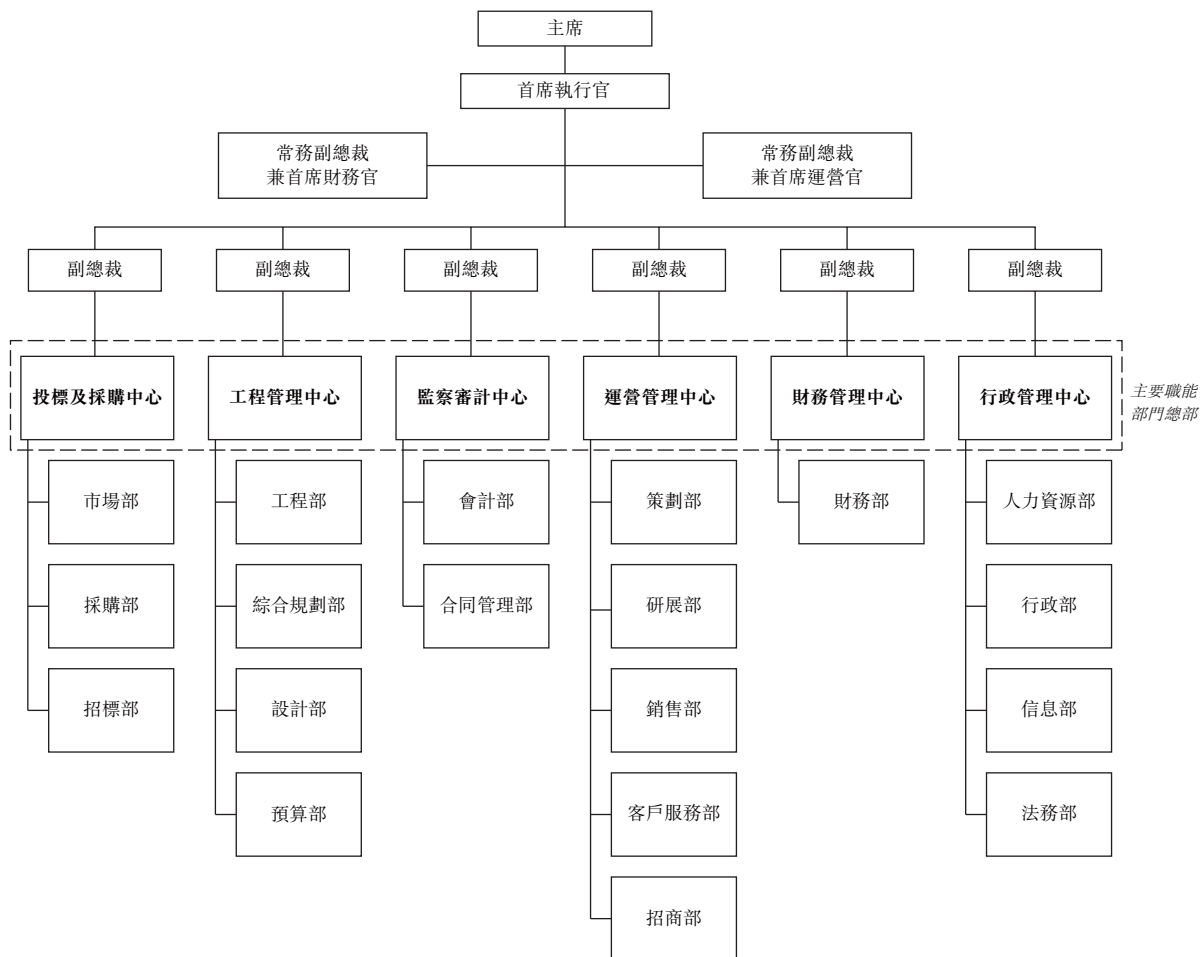 主席
首席執行官
常務副總裁
兼首席財務官
常務副總裁
兼首席運營官
副總裁
副總裁
副總裁
副總裁
副總裁
副總裁
投標及採購中心
工程管理中心
監察審計中心
運營管理中心
財務管理中心
行政管理中心
主要職能
部門總部
市場部
工程部
會計部
策劃部
財務部
人力資源部
採購部
綜合規劃部
合同管理部
研展部
行政部
招標部
設計部
銷售部
信息部
預算部
客戶服務部
法務部
招商部